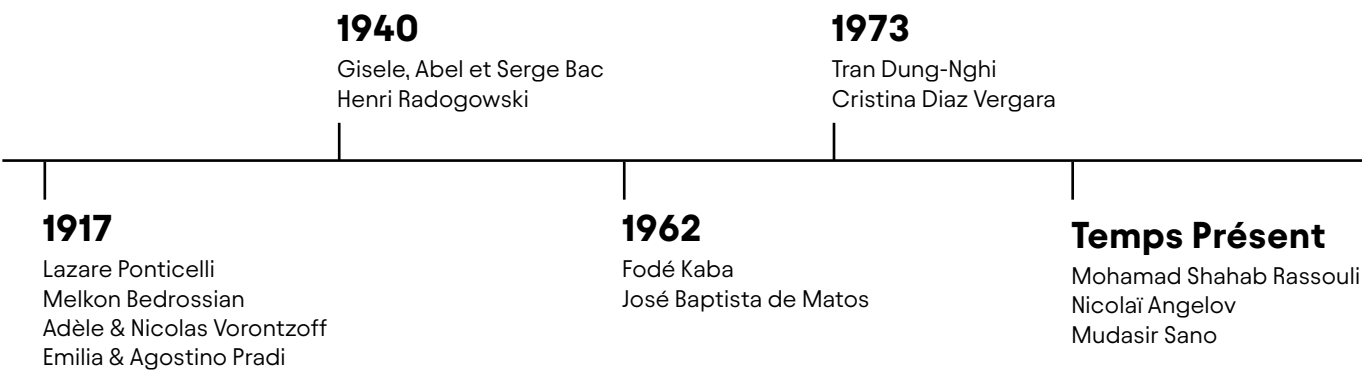 1940
Gisele, Abel et Serge Bac
Henri Radogowski
1973
Tran Dung-Nghi
Cristina Diaz Vergara
1917
Lazare Ponticelli
Melkon Bedrossian
Adèle & Nicolas Vorontzoff
Emilia & Agostino Pradi
1962
Fodé Kaba
José Baptista de Matos
Temps Présent
Mohamad Shahab Rassouli
Nicolaï Angelov
Mudasir Sano